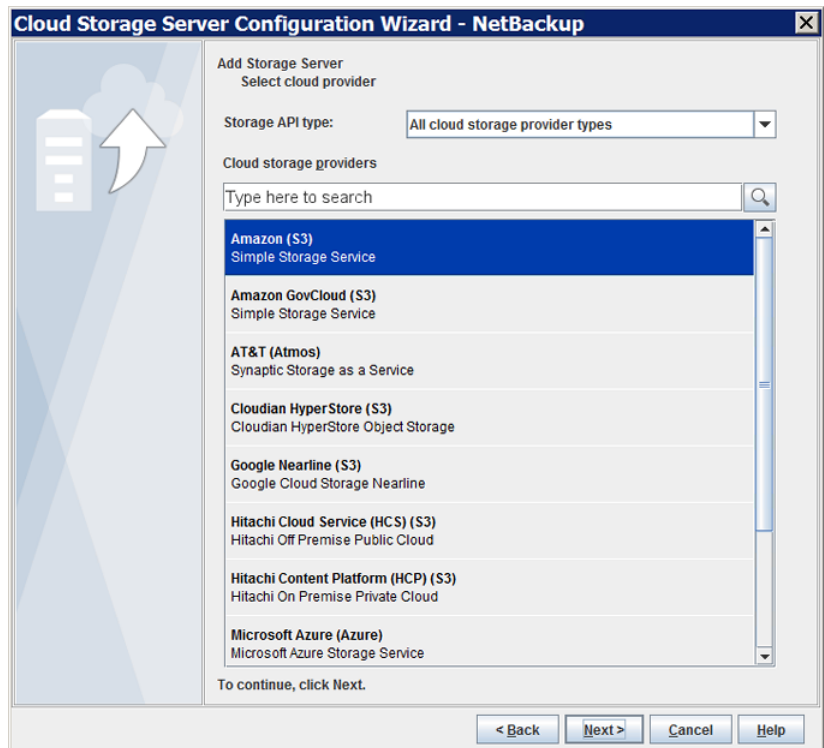 Cloud Storage Server Configuration Wizard - NetBackup
Add Storage Server
Select cloud provider
Storage API type:
All cloud storage provider types
Cloud storage providers
Type here to search
Amazon (S3)
Simple Storage Service
Amazon GovCloud (S3)
Simple Storage Service
AT&T (Atmos)
Synaptic Storage as a Service
Cloudian HyperStore (S3)
Cloudian HyperStore Object Storage
Google Nearline (S3)
Google Cloud Storage Nearline
Hitachi Cloud Service (HCS) (S3)
Hitachi Off Premise Public Cloud
Hitachi Content Platform (HCP) (S3)
Hitachi On Premise Private Cloud
Microsoft Azure (Azure)
Microsoft Azure Storage Service
To continue, click Next.
< Back
Next >
Cancel
Help